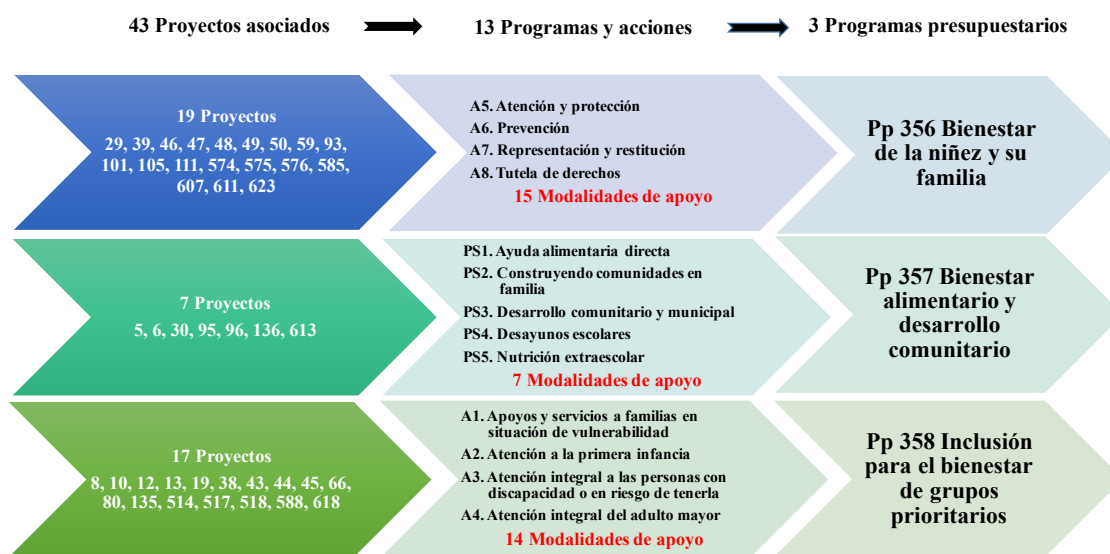 43 Proyectos asociados
13 Programas y acciones
3 Programas presupuestarios
19 Proyectos
29, 39, 46, 47, 48, 49, 50, 59, 93,
101, 105, 111, 574, 575, 576, 585,
607, 611, 623
A5. Atención y protección
A6. Prevención
A7. Representación y restitución
A8. Tutela de derechos
15 Modalidades de apoyo
Pp 356 Bienestar
de la niñez y su
familia
7 Proyectos
5, 6, 30, 95, 96, 136, 613
PS1. Ayuda alimentaria directa
PS2. Construyendo comunidades en
familia
PS3. Desarrollo comunitario y municipal
PS4. Desayunos escolares
PS5. Nutrición extraescolar
7 Modalidades de apoyo
Pp 357 Bienestar
alimentario y
desarrollo
comunitario
17 Proyectos
8, 10, 12, 13, 19, 38, 43, 44, 45, 66,
80, 135, 514, 517, 518, 588, 618
A1. Apoyos y servicios a familias en
situación de vulnerabilidad
A2. Atención a la primera infancia
A3. Atención integral a las personas con
discapacidad o en riesgo de tenerla
A4. Atención integral del adulto mayor
14 Modalidades de apoyo
Pp 358 Inclusión
para el bienestar
de grupos
prioritarios